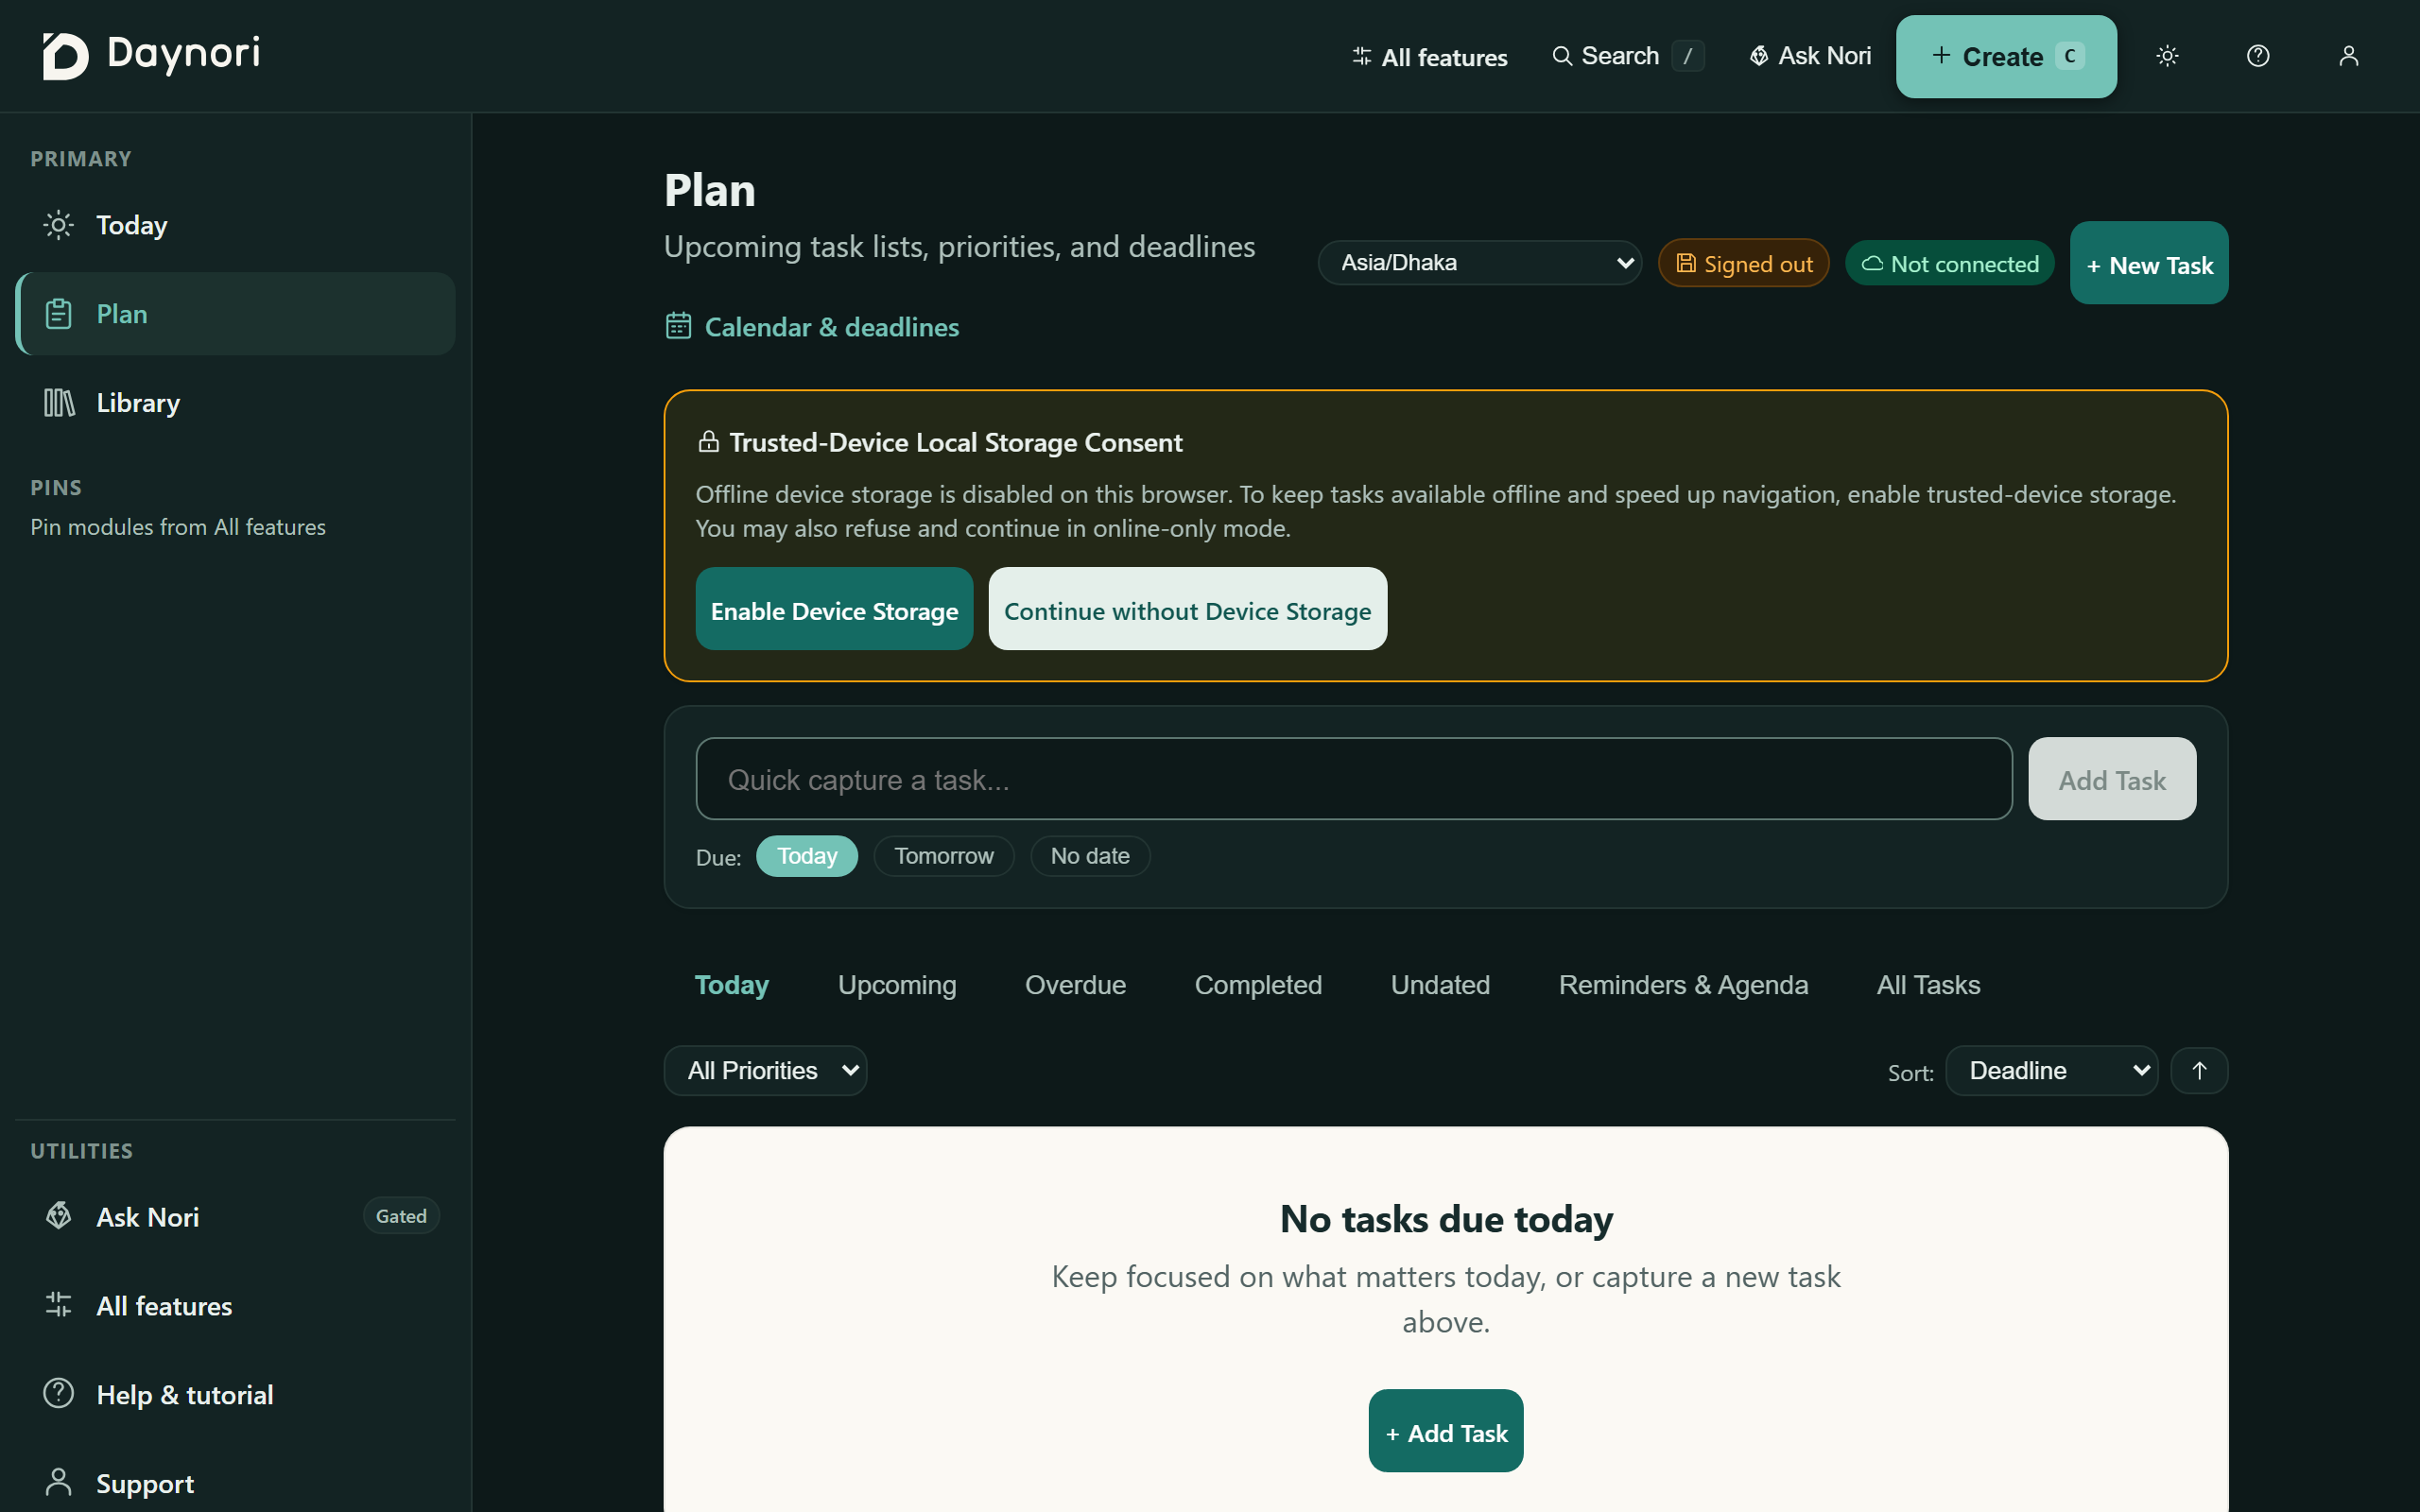 Daynori
All features
Search /
Ask Nori
+ Create C
PRIMARY
Today
Plan
Library
PINS
Pin modules from All features
UTILITIES
Ask Nori
Gated
All features
Help & tutorial
Support
Plan
Upcoming task lists, priorities, and deadlines
Calendar & deadlines
Asia/Dhaka
Signed out
Not connected
+ New Task
Trusted-Device Local Storage Consent
Offline device storage is disabled on this browser. To keep tasks available offline and speed up navigation, enable trusted-device storage.
You may also refuse and continue in online-only mode.
Enable Device Storage
Continue without Device Storage
Quick capture a task...
Add Task
Due:
Today
Tomorrow
No date
Today
Upcoming
Overdue
Completed
Undated
Reminders & Agenda
All Tasks
All Priorities
Sort:
Deadline
↑
No tasks due today
Keep focused on what matters today, or capture a new task
above.
+ Add Task